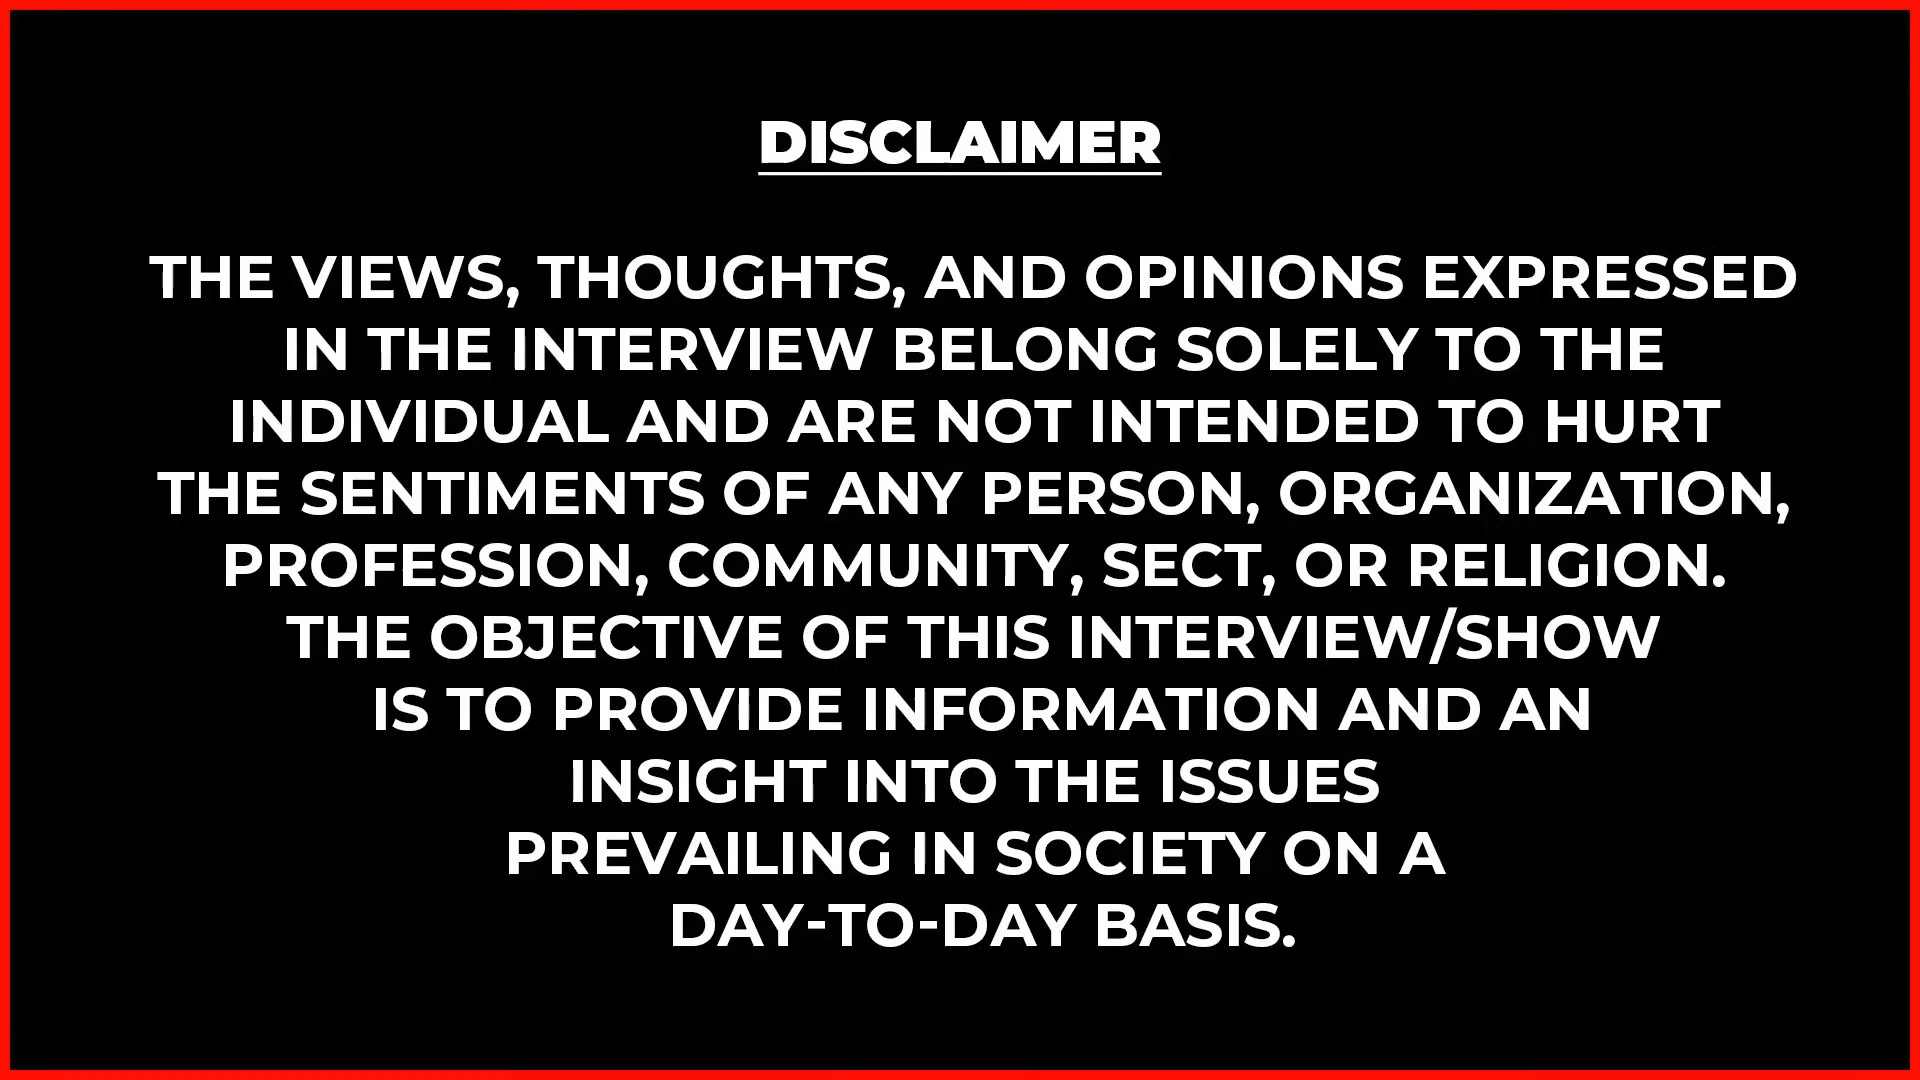 DISCLAIMER
THE VIEWS, THOUGHTS, AND OPINIONS EXPRESSED
IN THE INTERVIEW BELONG SOLELY TO THE
INDIVIDUAL AND ARE NOT INTENDED TO HURT
THE SENTIMENTS OF ANY PERSON, ORGANIZATION,
PROFESSION, COMMUNITY, SECT, OR RELIGION.
THE OBJECTIVE OF THIS INTERVIEW/SHOW
IS TO PROVIDE INFORMATION AND AN
INSIGHT INTO THE ISSUES
PREVAILING IN SOCIETY ON A
DAY-TO-DAY BASIS.